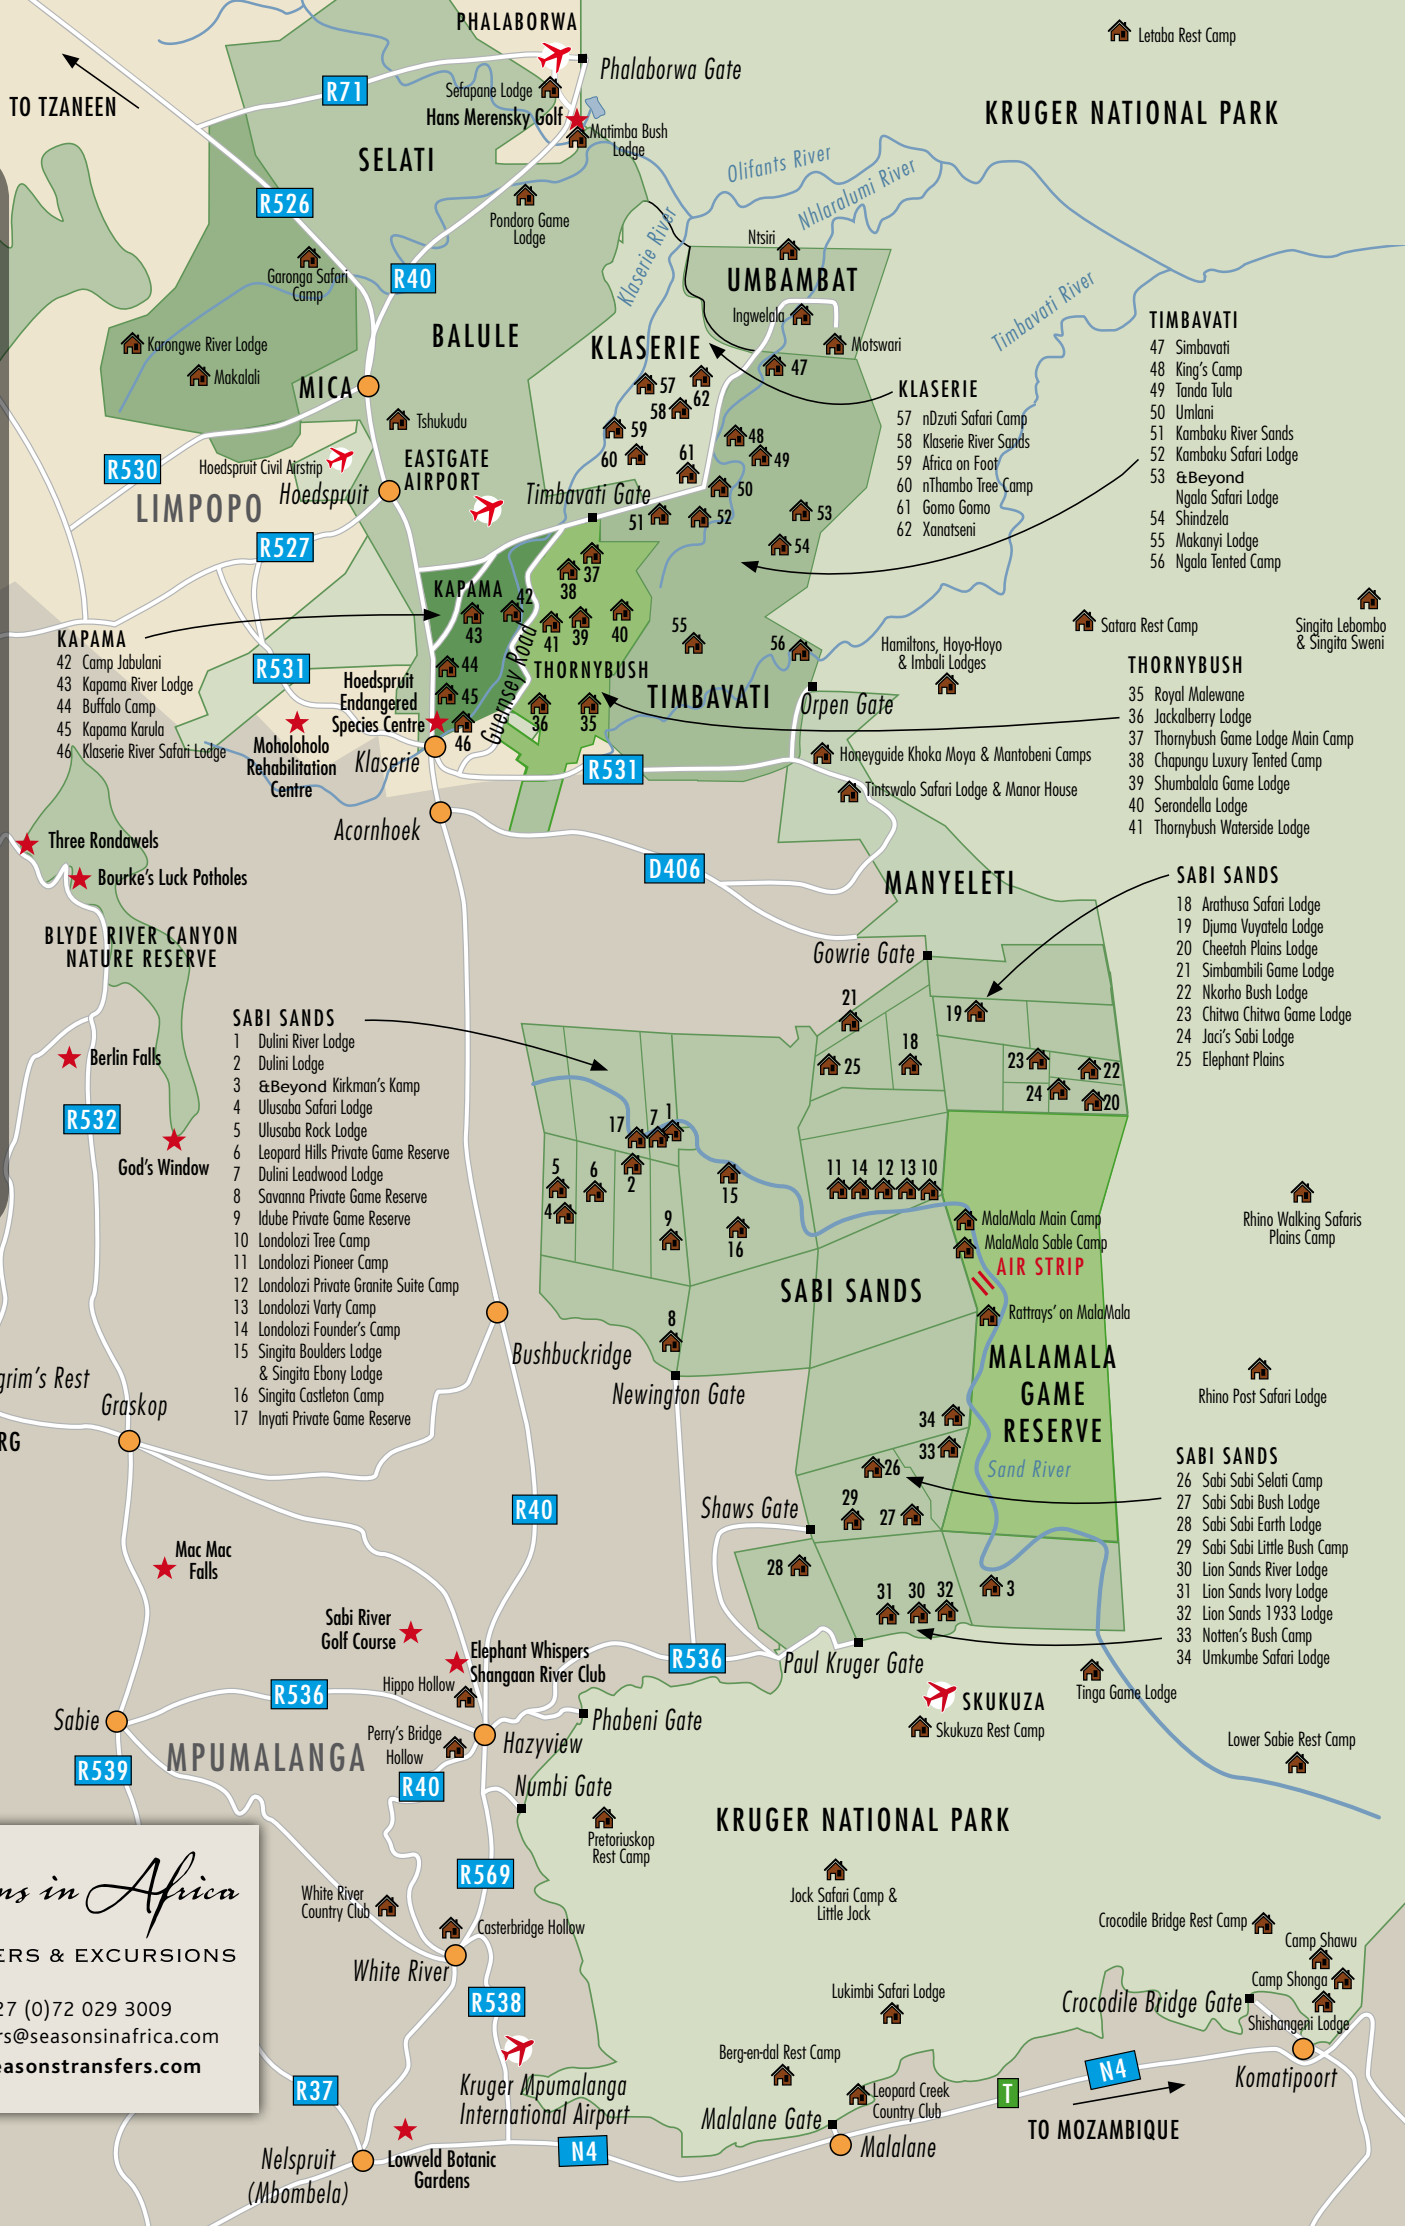 PHALABORWA
Letaba Rest Camp
Phalaborwa Gate
R71
Sefapane Lodge
TO TZANEEN
Hans Merensky Golf
KRUGER NATIONAL PARK
Matimba Bush
Lodge
SELATI
Olifants River
Nhlaralumi River
R526
Pondoro Game
Lodge
Klaserie River
Ntsiri
Garonga Safari
Camp
R40
UMBAMBAT
Timbavati River
Ingwelala
BALULE
KLASERIE
Motswari
Karongwe River Lodge
Makalali
MICA
47
57
62
58
Tshukudu
59
48
60
61
49
EASTGATE
AIRPORT
R530
Hoedspruit Civil Airstrip
Hoedspruit
LIMPOPO
Timbavati Gate
50
51
52
53
54
R527
KLASERIE
57 nDzuti Safari Camp
58 Klaserie River Sands
59 Africa on Foot
60 nThambo Tree Camp
61 Gomo Gomo
62 Xanatseni
TIMBAVATI
47 Simbavati
48 King's Camp
49 Tanda Tula
50 Umlani
51 Kambaku River Sands
52 Kambaku Safari Lodge
53 &Beyond
Ngala Safari Lodge
54 Shindzela
55 Makanyi Lodge
56 Ngala Tented Camp
37
38
KAPAMA
42
43
41
39
40
55
56
44
45
46
THORNYBUSH
36
35
TIMBAVATI
Guernsey Road
KAPAMA
42 Camp Jabulani
43 Kapama River Lodge
44 Buffalo Camp
45 Kapama Karula
46 Klaserie River Safari Lodge
R531
Hoedspruit
Endangered
Species Centre
Moholoholo
Rehabilitation
Centre
Klaserie
R531
Acornhoek
Hamiltons, Hoyo-Hoyo
& Imbali Lodges
Satara Rest Camp
Singita Lebombo
& Singita Sweni
Orpen Gate
Honeyguide Khoka Moya & Mantobeni Camps
Tintswalo Safari Lodge & Manor House
THORNYBUSH
35 Royal Malewane
36 Jackalberry Lodge
37 Thornybush Game Lodge Main Camp
38 Chapungu Luxury Tented Camp
39 Shumbalala Game Lodge
40 Serondella Lodge
41 Thornybush Waterside Lodge
Three Rondawels
Bourke's Luck Potholes
D406
MANYELETI
BLYDE RIVER CANYON
NATURE RESERVE
Gowrie Gate
SABI SANDS
18 Arathusa Safari Lodge
19 Djuma Vuyatela Lodge
20 Cheetah Plains Lodge
21 Simbambili Game Lodge
22 Nkorho Bush Lodge
23 Chitwa Chitwa Game Lodge
24 Jaci's Sabi Lodge
25 Elephant Plains
21
19
18
25
23
22
24
20
Berlin Falls
R532
God's Window
SABI SANDS
1 Dulini River Lodge
2 Dulini Lodge
3 &Beyond Kirkman's Kamp
4 Ulusaba Safari Lodge
5 Ulusaba Rock Lodge
6 Leopard Hills Private Game Reserve
7 Dulini Leadwood Lodge
8 Savanna Private Game Reserve
9 Idube Private Game Reserve
10 Londolozi Tree Camp
11 Londolozi Pioneer Camp
12 Londolozi Private Granite Suite Camp
13 Londolozi Varty Camp
14 Londolozi Founder's Camp
15 Singita Boulders Lodge
& Singita Ebony Lodge
16 Singita Castleton Camp
17 Inyati Private Game Reserve
17
7
1
5
6
2
4
15
9
16
11 14 12 13 10
MalaMala Main Camp
MalaMala Sable Camp
AIR STRIP
Rattrays' on MalaMala
SABI SANDS
8
Rhino Walking Safaris
Plains Camp
Bushbuckridge
Newington Gate
MALAMALA
GAME
RESERVE
Rhino Post Safari Lodge
grim's Rest
Graskop
RG
34
33
Sand River
26
29
27
Shaws Gate
28
3
31
30
32
R40
SABI SANDS
26 Sabi Sabi Selati Camp
27 Sabi Sabi Bush Lodge
28 Sabi Sabi Earth Lodge
29 Sabi Sabi Little Bush Camp
30 Lion Sands River Lodge
31 Lion Sands Ivory Lodge
32 Lion Sands 1933 Lodge
33 Notten's Bush Camp
34 Umkumbe Safari Lodge
Mac Mac
Falls
Sabi River
Golf Course
Elephant Whispers
Shangaan River Club
R536
Paul Kruger Gate
Hippo Hollow
R536
Tinga Game Lodge
SKUKUZA
Skukuza Rest Camp
Sabie
Phabeni Gate
Perry's Bridge
Hollow
Hazyview
MPUMALANGA
R539
R40
Numbi Gate
Lower Sabie Rest Camp
KRUGER NATIONAL PARK
Pretoriuskop
Rest Camp
R569
Jock Safari Camp &
Little Jock
ns in Africa
ERS & EXCURSIONS
27 (0)72 029 3009
rs@seasonsinafrica.com
easonstransfers.com
White River
Country Club
Casterbridge Hollow
White River
Crocodile Bridge Rest Camp
Camp Shawu
Camp Shonga
Lukimbi Safari Lodge
Crocodile Bridge Gate
Shishangeni Lodge
R538
Berg-en-dal Rest Camp
Komatipoort
N4
R37
Kruger Mpumalanga
International Airport
Leopard Creek
Country Club
T
Malalane Gate
TO MOZAMBIQUE
Malalane
N4
Nelspruit
(Mbombela)
Lowveld Botanic
Gardens